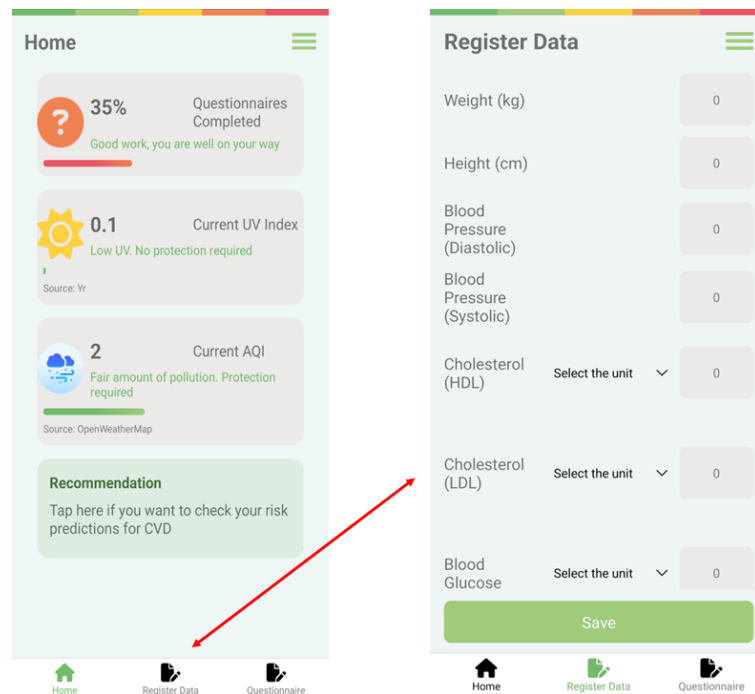 Home
35%
Questionnaires
Completed
Good work, you are well on your way
0.1
Current UV Index
Low UV. No protection required
Source: Yr
2
Current AQI
Fair amount of pollution. Protection
required
Source: OpenWeatherMap
Recommendation
Tap here if you want to check your risk
predictions for CVD
Home
Register Data
Questionnaire
Register Data
Weight (kg)
0
Height (cm)
0
Blood
Pressure
(Diastolic)
0
Blood
Pressure
(Systolic)
0
Cholesterol
(HDL)
Select the unit
0
Cholesterol
(LDL)
Select the unit
0
Blood
Glucose
Select the unit
0
Save
Home
Register Data
Questionnaire